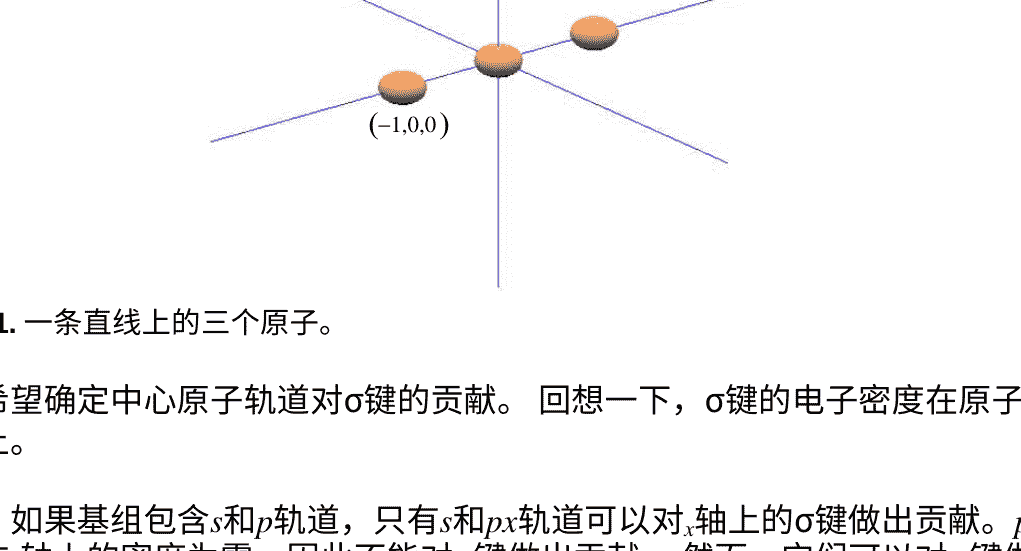 (−1,0,0)
1. 一条直线上的三个原子。
希望确定中心原子轨道对σ键的贡献。 回想一下，σ键的电子密度在原子
上。
如果基组包含s和p轨道，只有s和px轨道可以对x轴上的σ键做出贡献。p